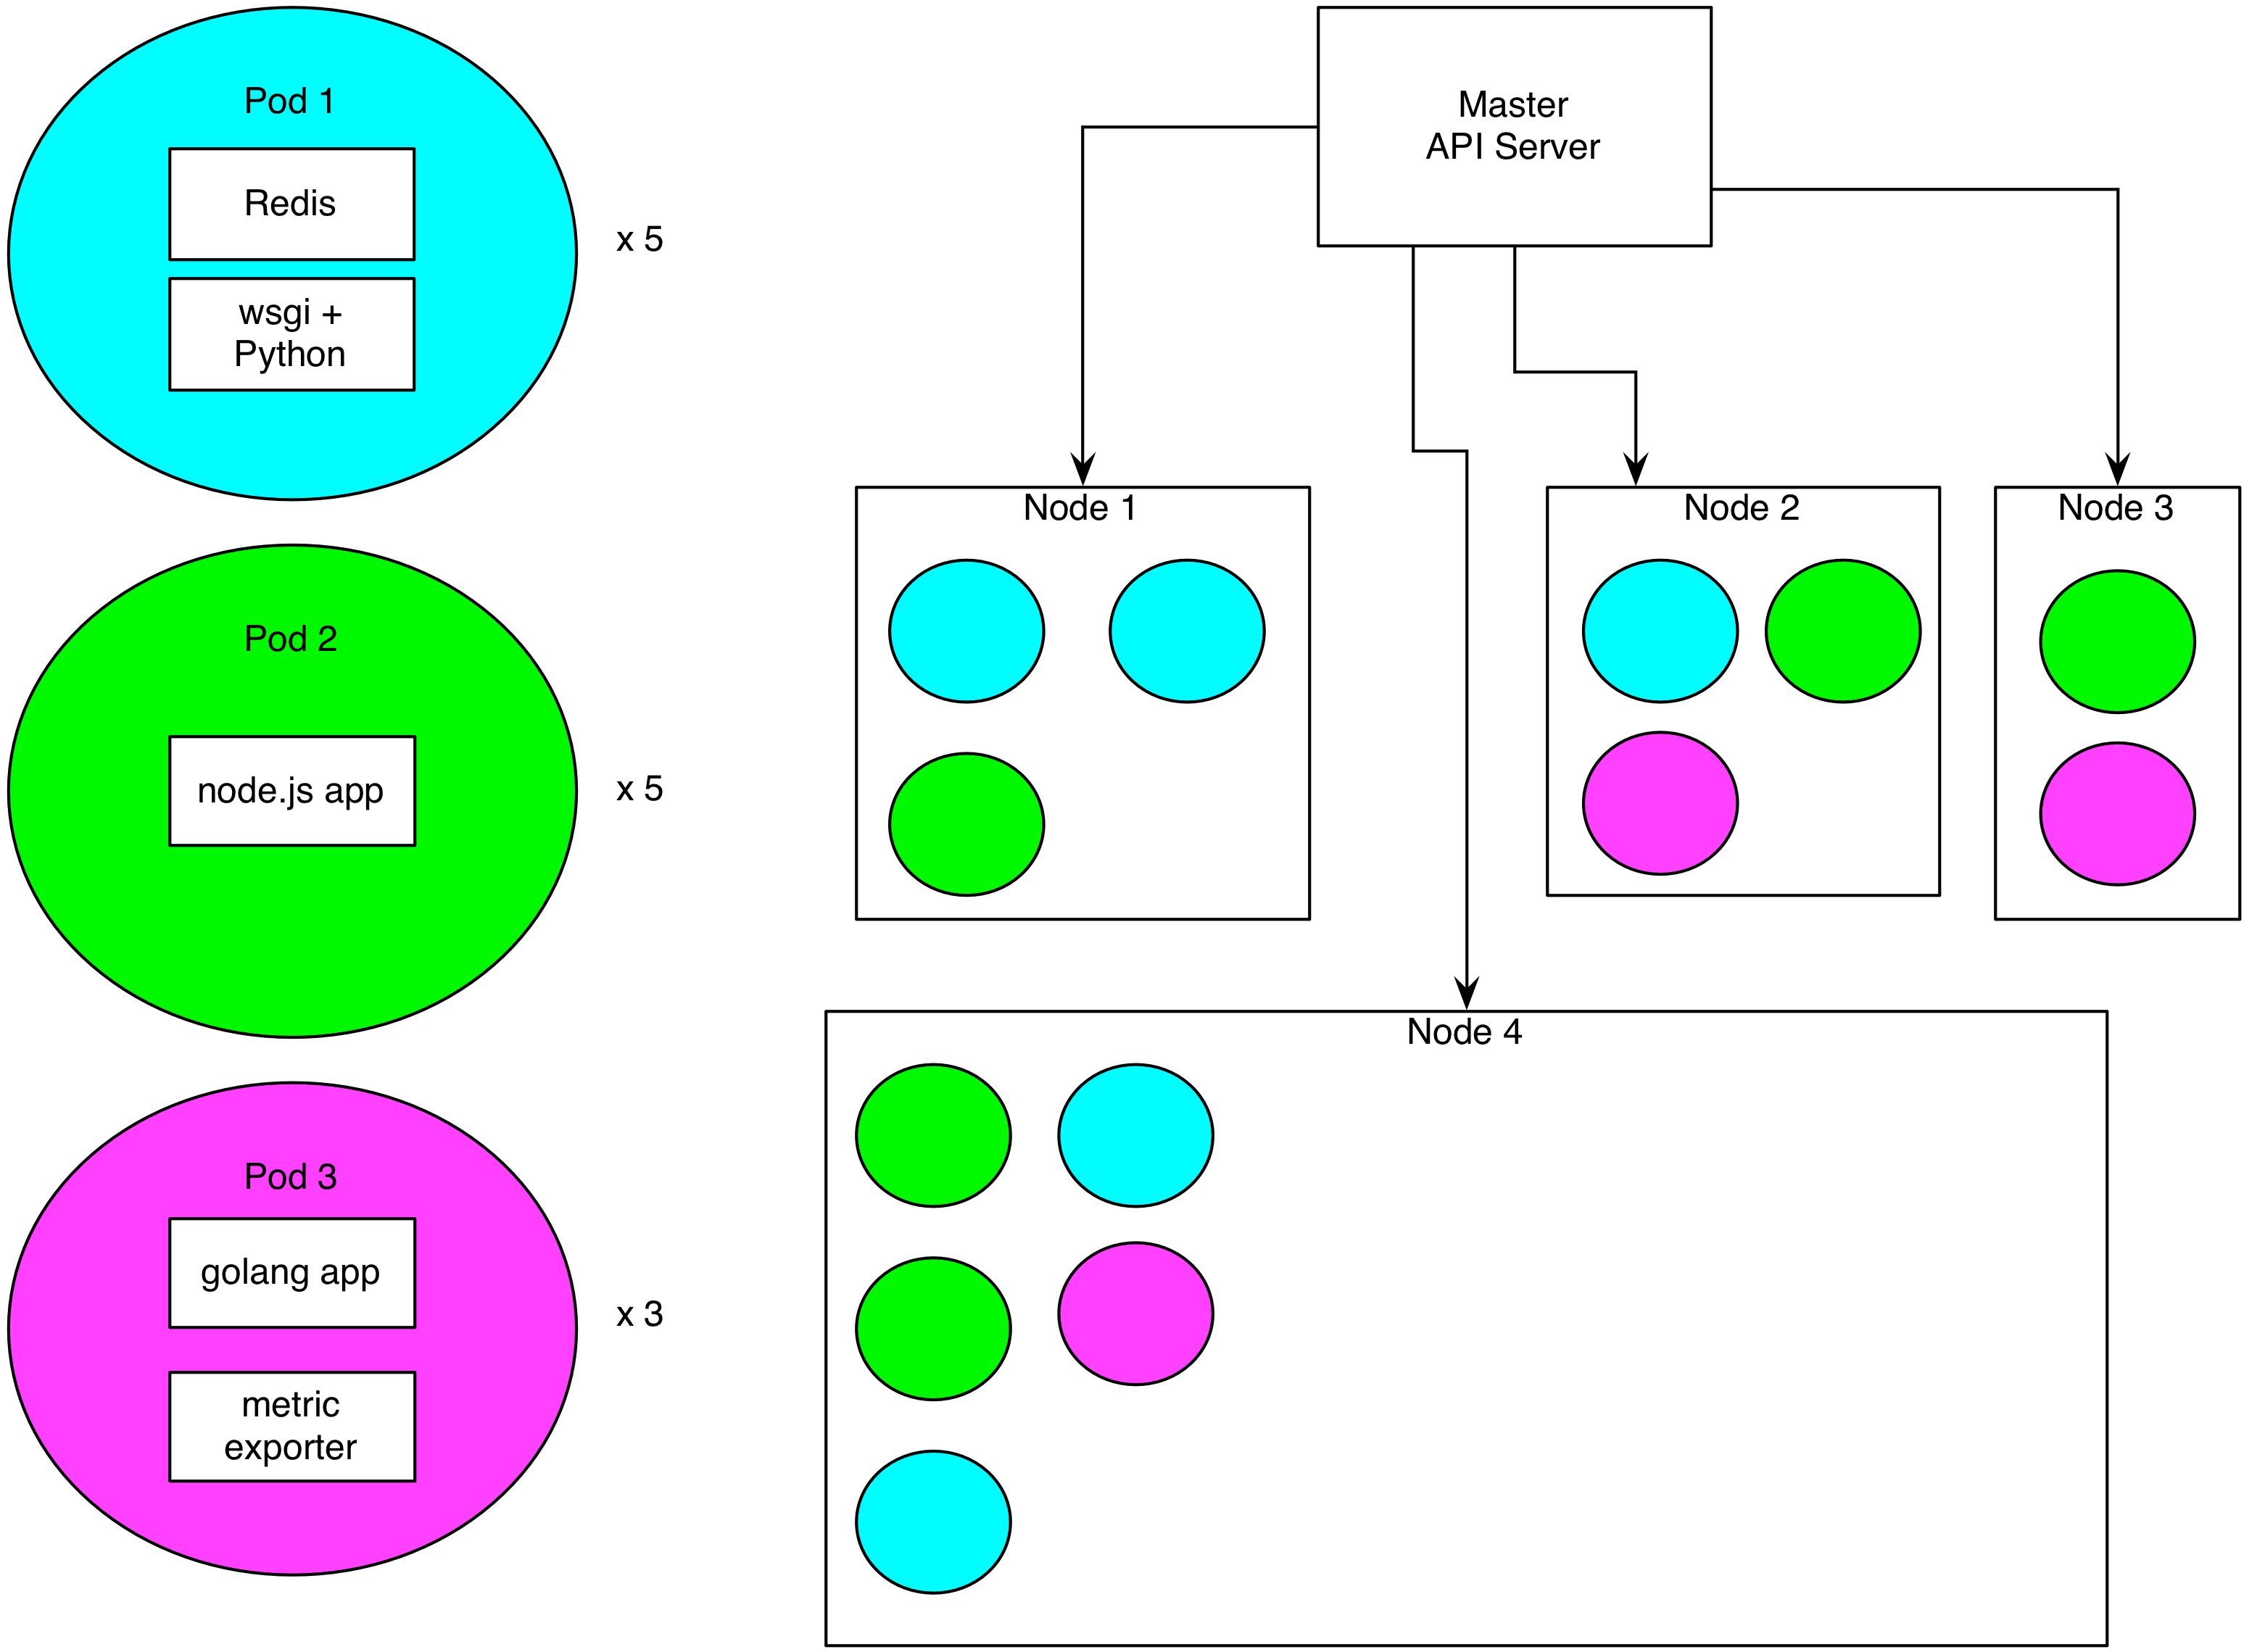 Pod 1
Redis
wsgi +
Python
x 5
Pod 2
node.js app
x 5
Pod 3
golang app
metric
exporter
x 3
Master
API Server
Node 1
Node 2
Node 3
Node 4